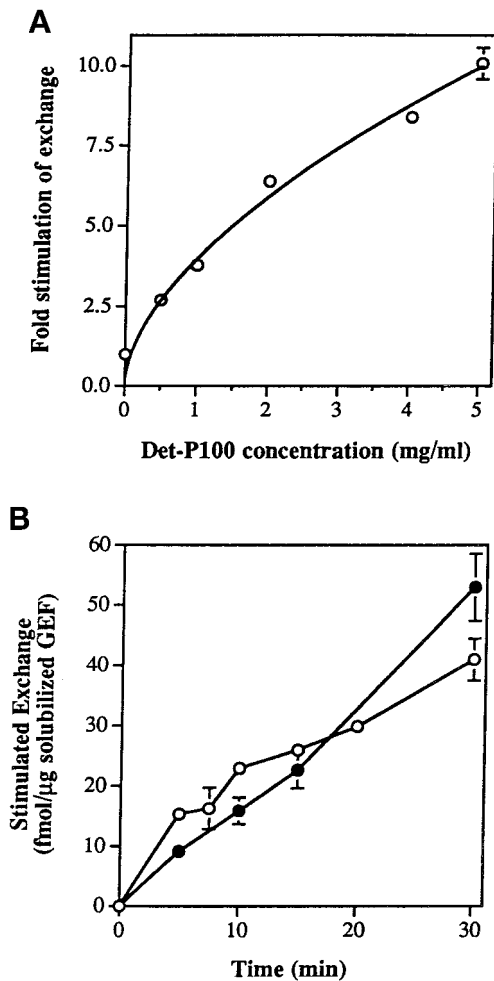 A
Fold stimulation of exchange
10.0
7.5
5.0
2.5
0.0
0 1 2 3 4 5
Det-P100 concentration (mg/ml)
B
Stimulated Exchange
(fmol/µg solubilized GEF)
60
50
40
30
20
10
0
0 10 20 30
Time (min)